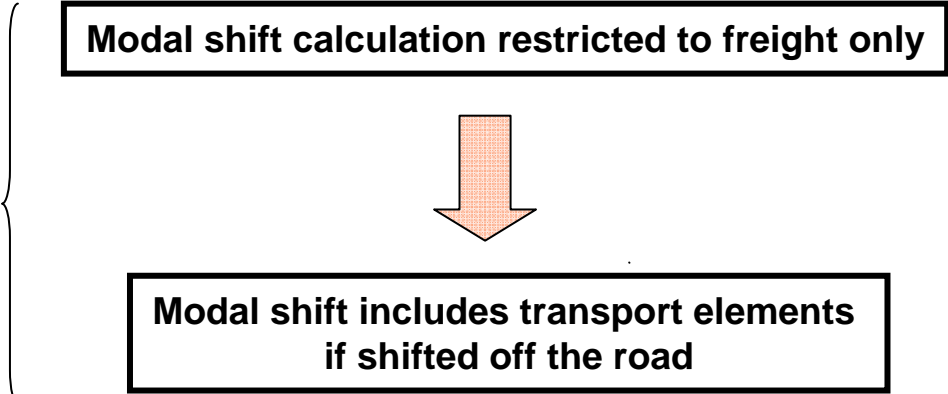 Modal shift calculation restricted to freight only
Modal shift includes transport elements
if shifted off the road